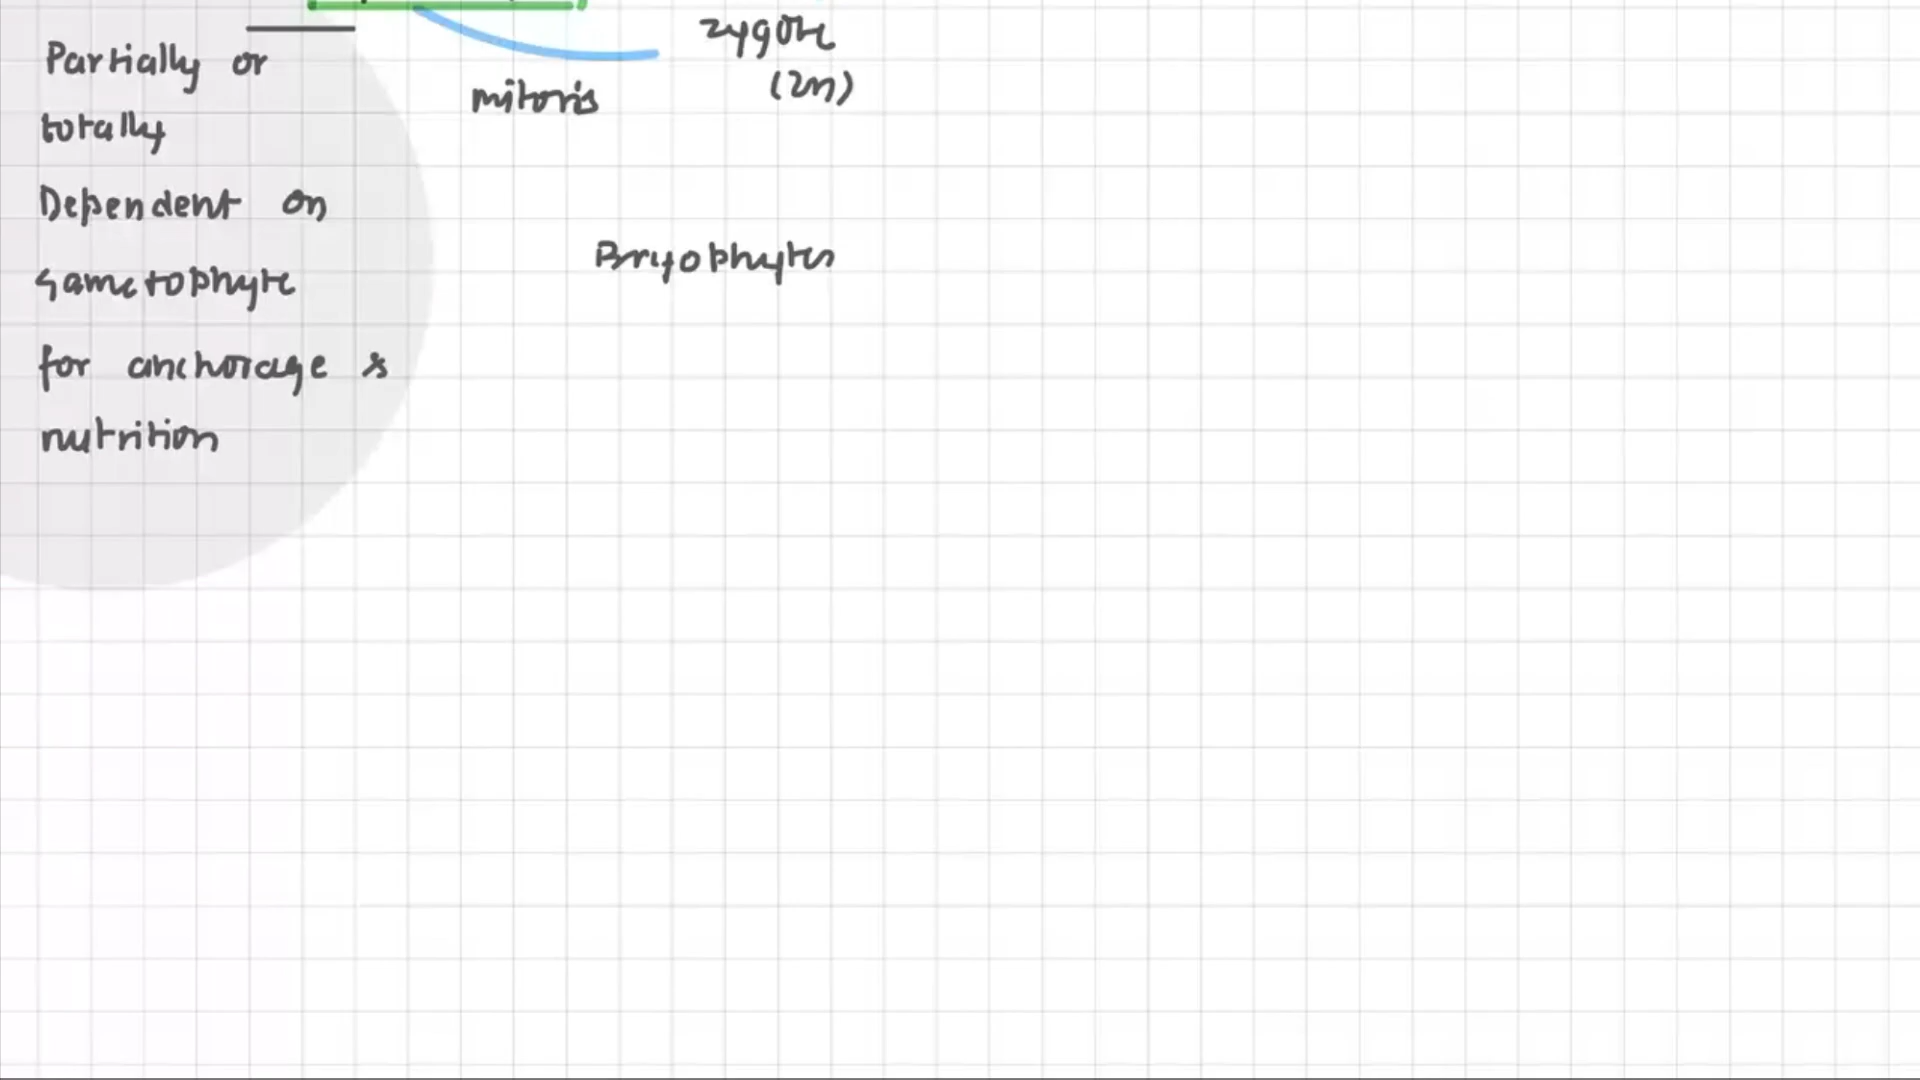 zygote
(2n)
mitosis
Partially or
totally
Dependent on
Gametophyte
for anchorage &
nutrition
Bryophytes